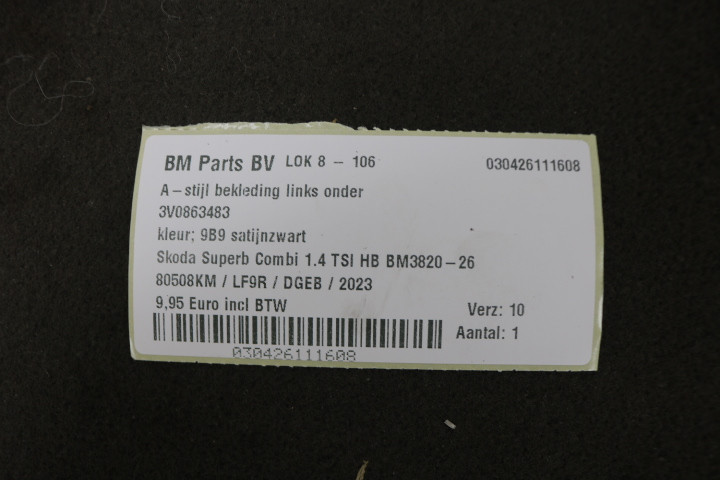 BM Parts BV LOK 8 - 106 030426111608
A-stijl bekleding links onder
3V0863483
kleur; 9B9 satijnzwart
Skoda Superb Combi 1.4 TSI HB BM3820-26
80508KM / LF9R / DGEB / 2023
9,95 Euro incl BTW Verz: 10
Aantal: 1
030426111608